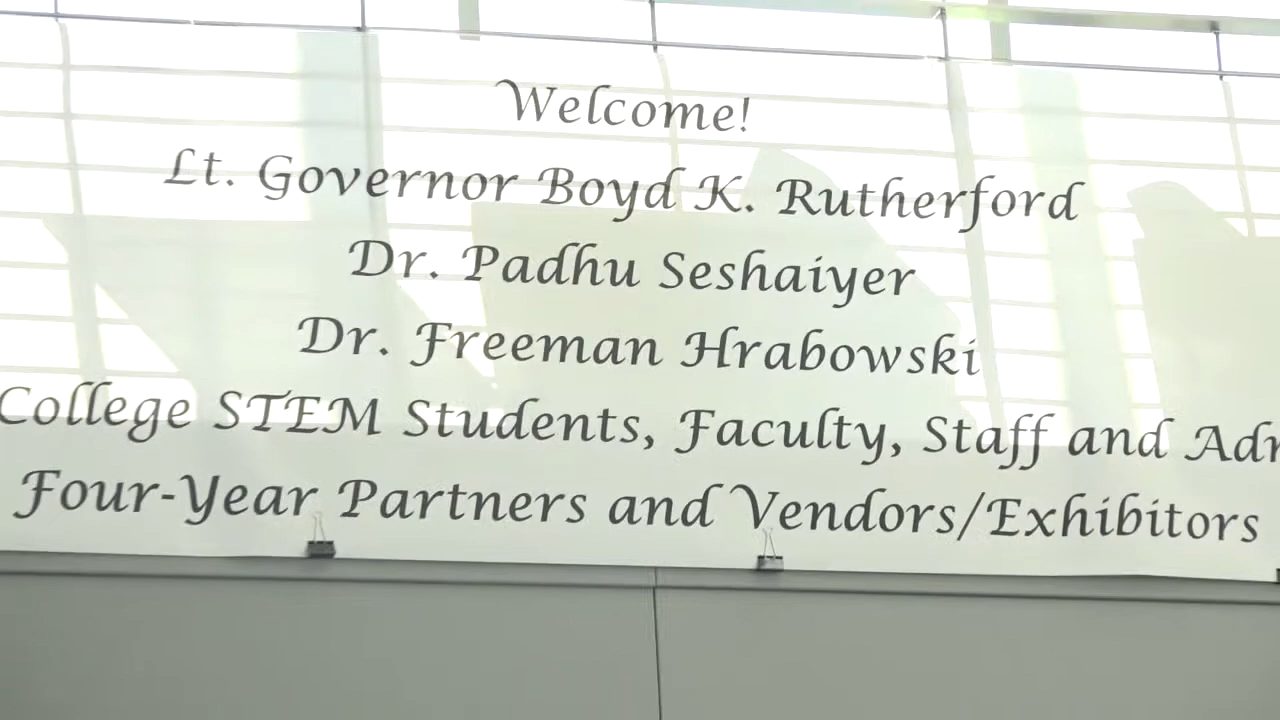 Welcome!
Lt. Governor Boyd K. Rutherford
Dr. Padhu Seshaiyer
Dr. Freeman Hrabowski
College STEM Students, Faculty, Staff and
Four-Year Partners and Vendors/Exhibitors